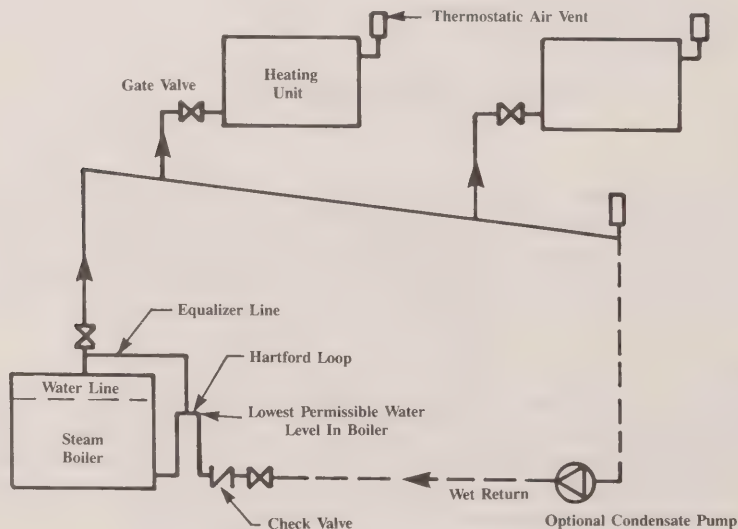 Thermostatic Air Vent
Gate Valve
Heating
Unit
Equalizer Line
Hartford Loop
Water Line
Lowest Permissible Water
Level In Boiler
Steam
Boiler
Wet Return
Check Valve
Optional Condensate Pump